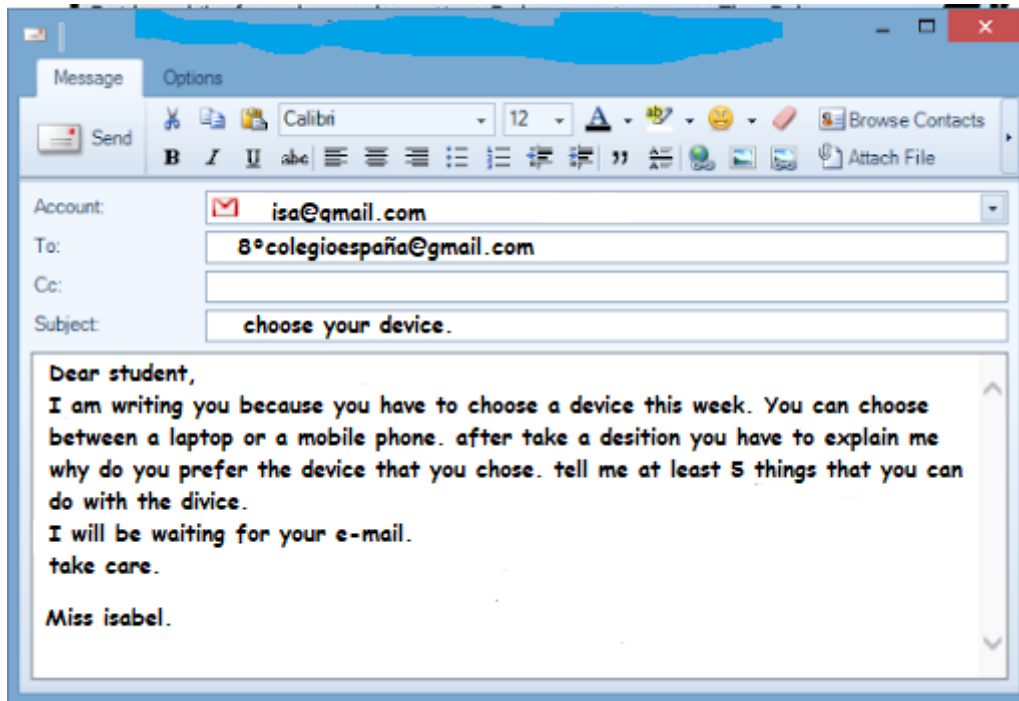 Message Options
Send Calibri 12 Browse Contacts
B I U abc Attach File
Account: isa@gmail.com
To: 8°colegioespaña@gmail.com
Cc:
Subject: choose your device.
Dear student,
I am writing you because you have to choose a device this week. You can choose
between a laptop or a mobile phone. after take a desition you have to explain me
why do you prefer the device that you chose. tell me at least 5 things that you can
do with the divice.
I will be waiting for your e-mail.
take care.
Miss isabel.